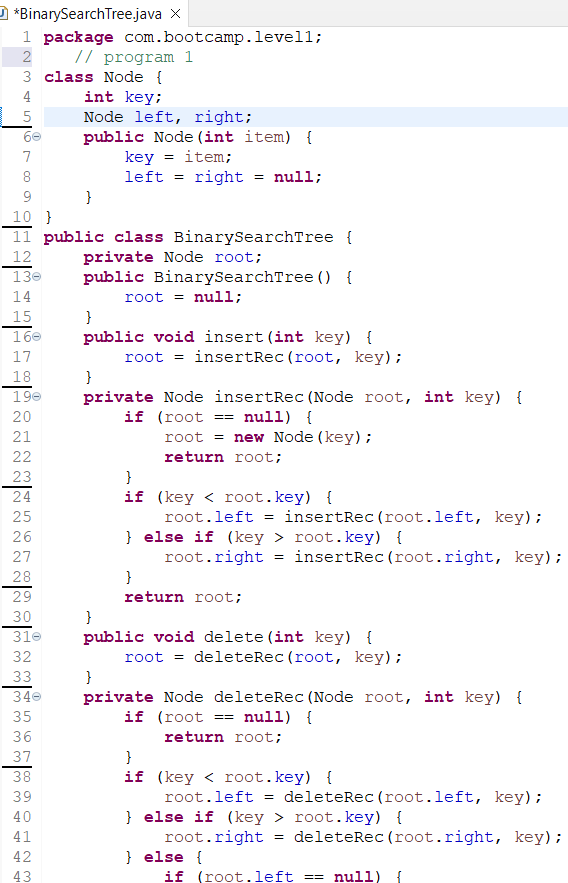 *BinarySearchTree.java ×
1 package com.bootcamp.level1;
2 // program 1
3 class Node {
4 int key;
5 Node left, right;
6 public Node(int item) {
7 key = item;
8 left = right = null;
9 }
10 }
11 public class BinarySearchTree {
12 private Node root;
13 public BinarySearchTree() {
14 root = null;
15 }
16 public void insert(int key) {
17 root = insertRec(root, key);
18 }
19 private Node insertRec(Node root, int key) {
20 if (root == null) {
21 root = new Node(key);
22 return root;
23 }
24 if (key < root.key) {
25 root.left = insertRec(root.left, key);
26 } else if (key > root.key) {
27 root.right = insertRec(root.right, key);
28 }
29 return root;
30 }
31 public void delete(int key) {
32 root = deleteRec(root, key);
33 }
34 private Node deleteRec(Node root, int key) {
35 if (root == null) {
36 return root;
37 }
38 if (key < root.key) {
39 root.left = deleteRec(root.left, key);
40 } else if (key > root.key) {
41 root.right = deleteRec(root.right, key);
42 } else {
43 if (root.left == null) {